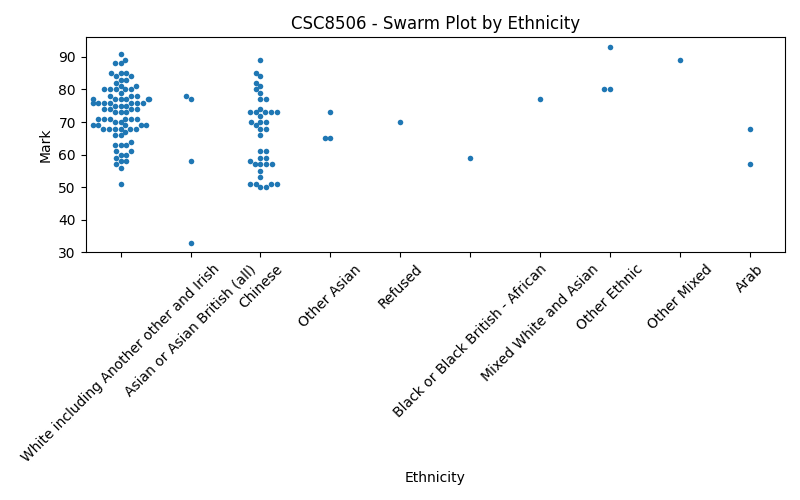 CSC8506 - Swarm Plot by Ethnicity
90
80
70
60
50
40
30
Mark
White including Another other and Irish
Asian or Asian British (all)
Chinese
Other Asian
Refused
Black or Black British - African
Mixed White and Asian
Other Ethnic
Other Mixed
Arab
Ethnicity